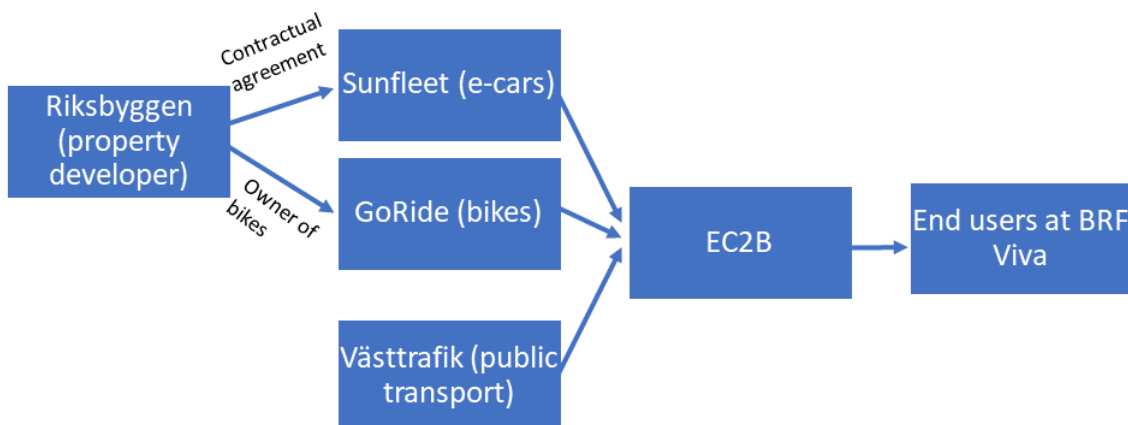 Riksbyggen
(property
developer)
Contractual
agreement
Owner of
bikes
Sunfleet (e-cars)
GoRide (bikes)
Västtrafik (public
transport)
EC2B
End users at BRF
Viva